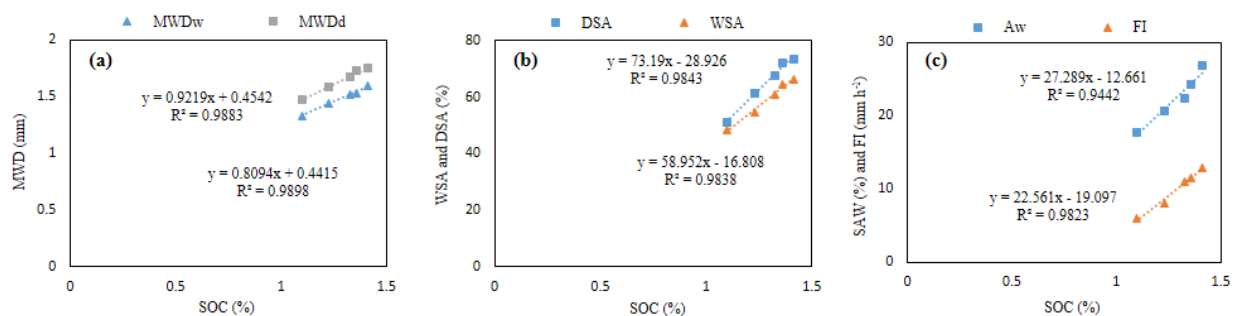 MWDw MWDd
(a)
2
1.5
1
0.5
0
MWD (mm)
y = 0.9219x + 0.4542
R² = 0.9883
y = 0.8094x + 0.4415
R² = 0.9898
0 0.5 1 1.5
SOC (%)
DSA WSA
(b)
80
60
40
20
0
WSA and DSA (%)
y = 73.19x - 28.926
R² = 0.9843
y = 58.952x - 16.808
R² = 0.9838
0 0.5 1 1.5
SOC (%)
Aw FI
(c)
30
20
10
0
SAW (%) and FI (mm h⁻¹)
y = 27.289x - 12.661
R² = 0.9442
y = 22.561x - 19.097
R² = 0.9823
0 0.5 1 1.5
SOC (%)